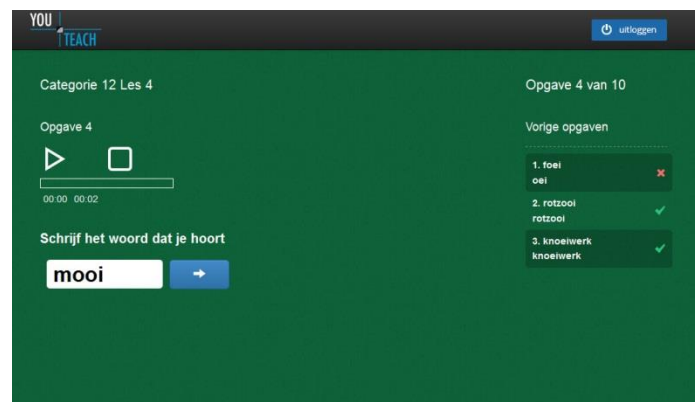 YOU
TEACH
uitloggen
Categorie 12 Les 4
Opgave 4 van 10
Opgave 4
Vorige opgaven
00:00 00:02
1. foei
oei
2. rotzooi
rotzooi
3. knoeiwerk
knoeiwerk
Schrijf het woord dat je hoort
mooi